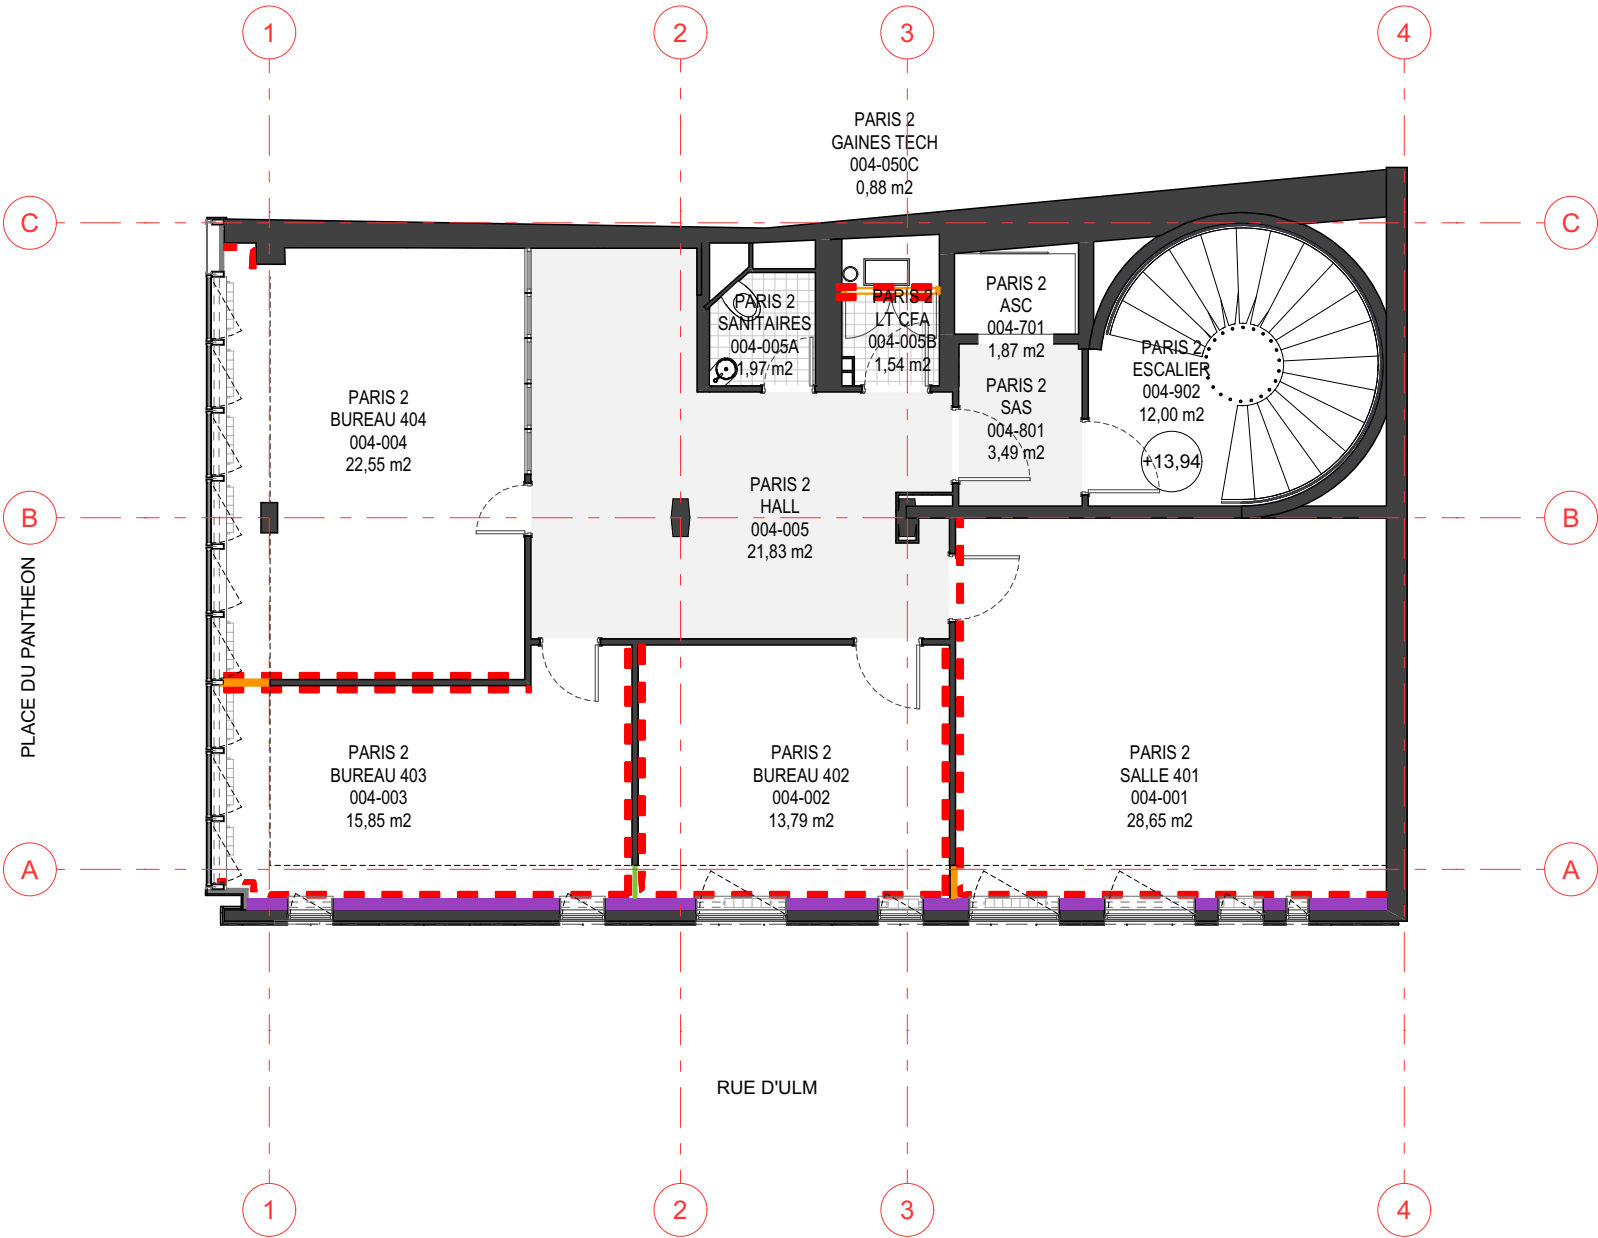 1
2
3
4
PARIS 2
GAINES TECH
004-050C
0,88 m2
C
C
PARIS 2
SANITAIRES
004-005A
1,97 m2
PARIS 2
LT CFA
004-005B
1,54 m2
PARIS 2
ASC
004-701
1,87 m2
PARIS 2
SAS
004-801
3,49 m2
PARIS 2
ESCALIER
004-902
12,00 m2
+13,94
PARIS 2
BUREAU 404
004-004
22,55 m2
PARIS 2
HALL
004-005
21,83 m2
B
B
PLACE DU PANTHEON
PARIS 2
BUREAU 403
004-003
15,85 m2
PARIS 2
BUREAU 402
004-002
13,79 m2
PARIS 2
SALLE 401
004-001
28,65 m2
A
A
RUE D'ULM
1
2
3
4